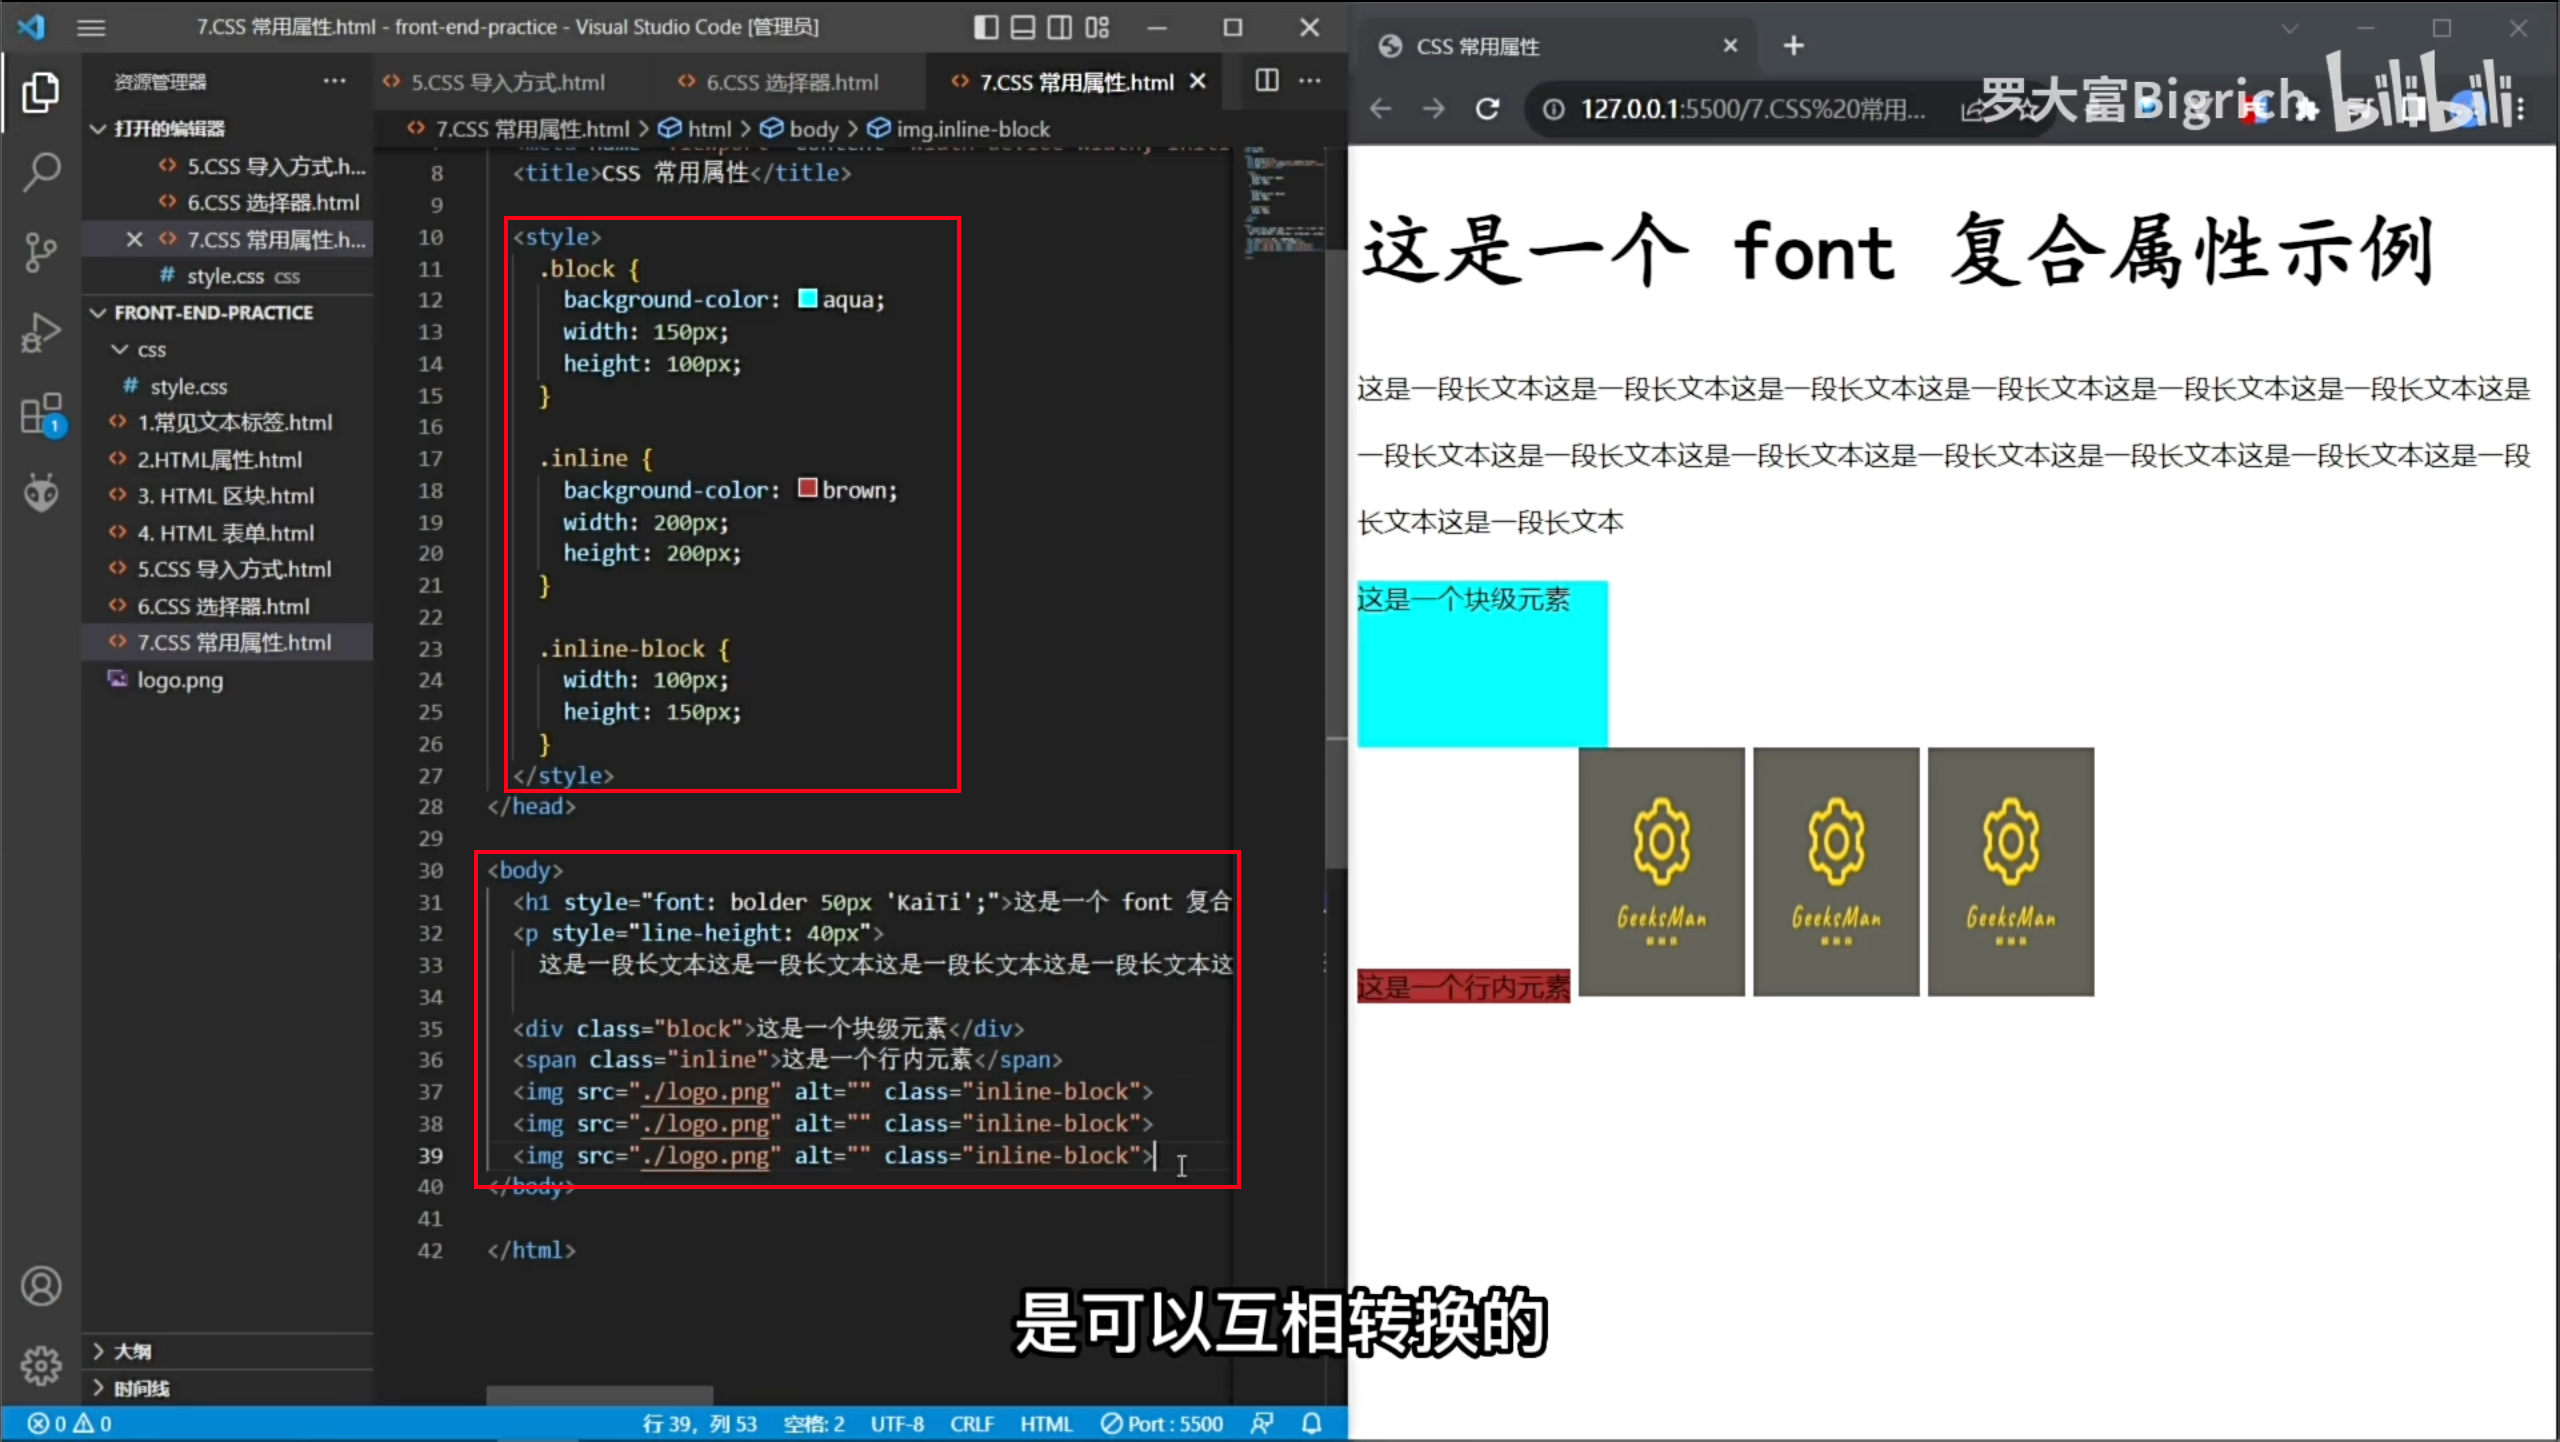 7.CSS 常用属性.html - front-end-practice - Visual Studio Code [管理员]
资源管理器
5.CSS 导入方式.html
6.CSS 选择器.html
7.CSS 常用属性.html
7.CSS 常用属性.html > html > body > img.inline-block
打开的编辑器
5.CSS 导入方式.h...
6.CSS 选择器.html
7.CSS 常用属性.h...
style.css css
FRONT-END-PRACTICE
css
style.css
1.常见文本标签.html
2.HTML属性.html
3. HTML 区块.html
4. HTML 表单.html
5.CSS 导入方式.html
6.CSS 选择器.html
7.CSS 常用属性.html
logo.png
大纲
时间线
1
8 <title>CSS 常用属性</title>
9
10 <style>
11 .block {
12 background-color: aqua;
13 width: 150px;
14 height: 100px;
15 }
16
17 .inline {
18 background-color: brown;
19 width: 200px;
20 height: 200px;
21 }
22
23 .inline-block {
24 width: 100px;
25 height: 150px;
26 }
27 </style>
28 </head>
29
30 <body>
31 <h1 style="font: bolder 50px 'KaiTi';">这是一个 font 复合
32 <p style="line-height: 40px">
33 这是一段长文本这是一段长文本这是一段长文本这是一段长文本这
34
35 <div class="block">这是一个块级元素</div>
36 <span class="inline">这是一个行内元素</span>
37 <img src="./logo.png" alt="" class="inline-block">
38 <img src="./logo.png" alt="" class="inline-block">
39 <img src="./logo.png" alt="" class="inline-block">
40 </body>
41
42 </html>
0 0
行 39，列 53 空格: 2 UTF-8 CRLF HTML Port : 5500
CSS 常用属性
127.0.0.1:5500/7.CSS%20常用...
罗大富Bigrich bilibili
这是一个 font 复合属性示例
这是一段长文本这是一段长文本这是一段长文本这是一段长文本这是一段长文本这是一段长文本这是
一段长文本这是一段长文本这是一段长文本这是一段长文本这是一段长文本这是一段长文本这是一段
长文本这是一段长文本
这是一个块级元素
这是一个行内元素
GeeksMan
GeeksMan
GeeksMan
是可以互相转换的